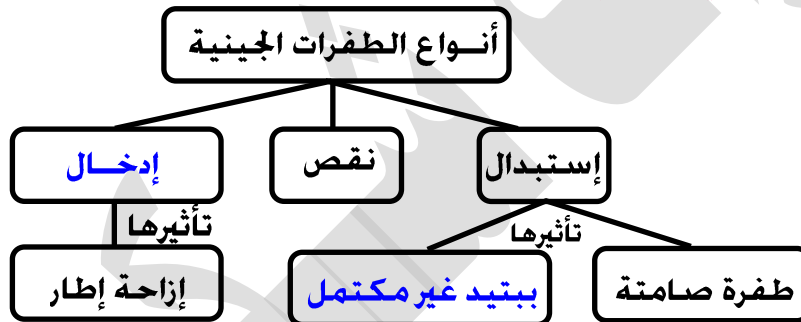 أنـواع الطفرات الجينية
إستبدال
نقص
إدخـال
تأثيرها
تأثيرها
طفرة صامتة
ببتيد غير مكتمل
إزاحة إطار